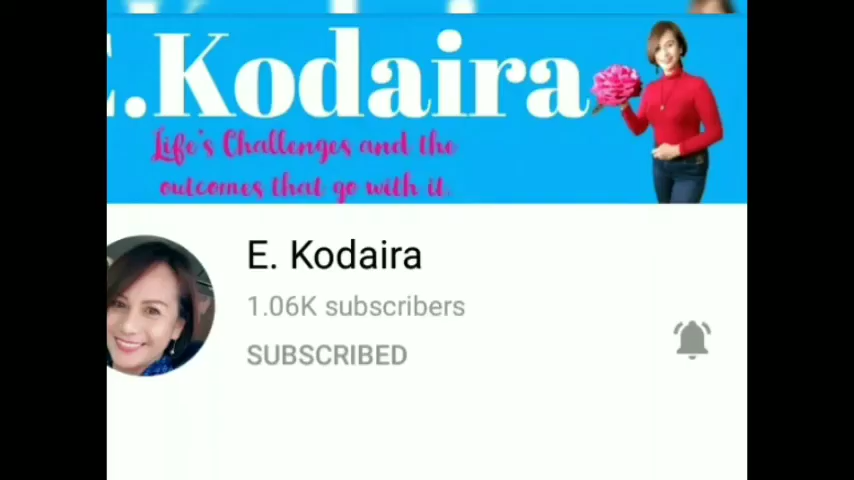 E.Kodaira
Life's Challenges and the
outcomes that go with it.
E. Kodaira
1.06K subscribers
SUBSCRIBED